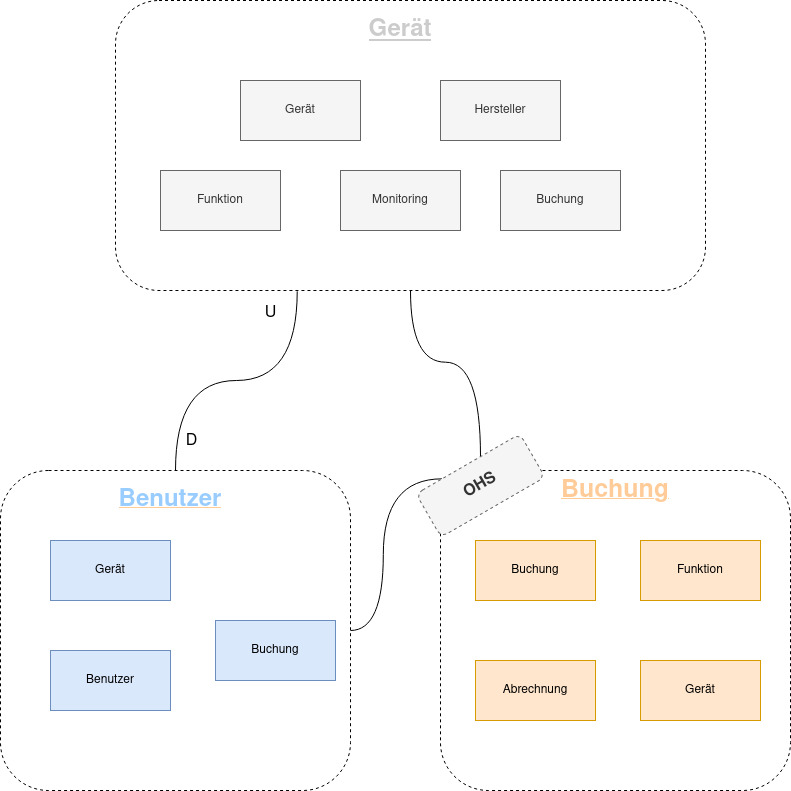 Gerät
Gerät
Hersteller
Funktion
Monitoring
Buchung
U
D
OHS
Benutzer
Gerät
Buchung
Benutzer
Buchung
Buchung
Funktion
Abrechnung
Gerät